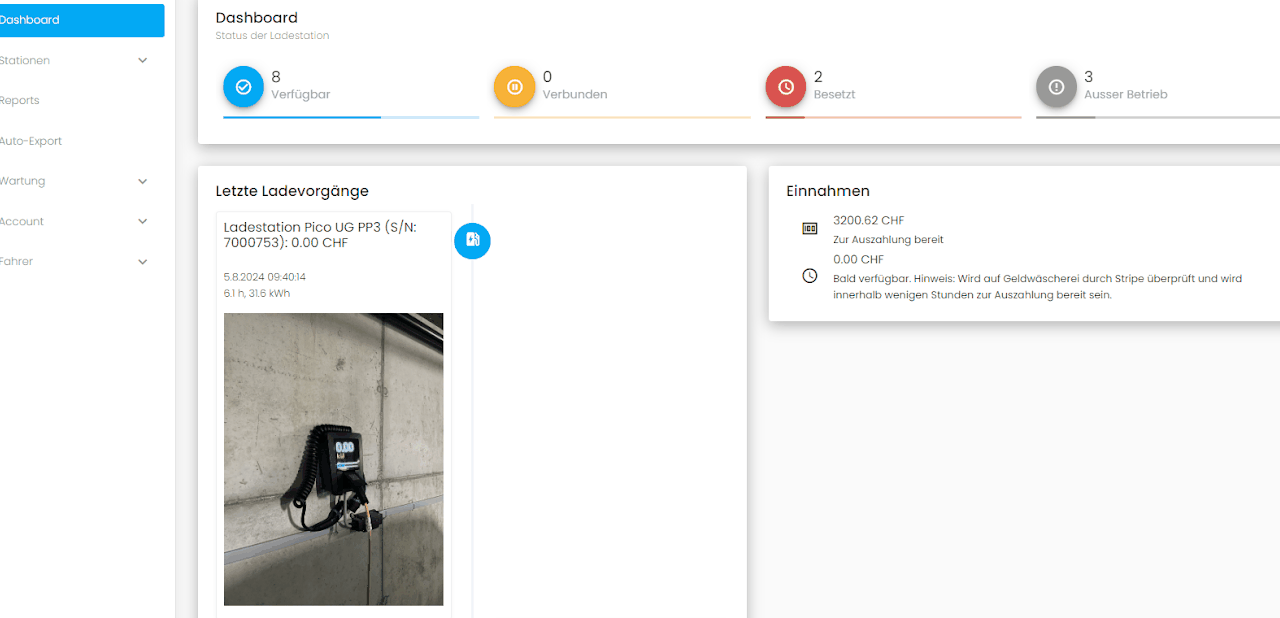 Dashboard
Stationen
Reports
Auto-Export
Wartung
Account
Fahrer
Dashboard
Status der Ladestation
8
Verfügbar
0
Verbunden
2
Besetzt
3
Ausser Betrieb
Letzte Ladevorgänge
Ladestation Pico UG PP3 (S/N:
7000753): 0.00 CHF
5.8.2024 09:40:14
6.1 h, 31.6 kWh
0.00
Einnahmen
3200.62 CHF
Zur Auszahlung bereit
0.00 CHF
Bald verfügbar. Hinweis: Wird auf Geldwäscherei durch Stripe überprüft und wird
innerhalb wenigen Stunden zur Auszahlung bereit sein.